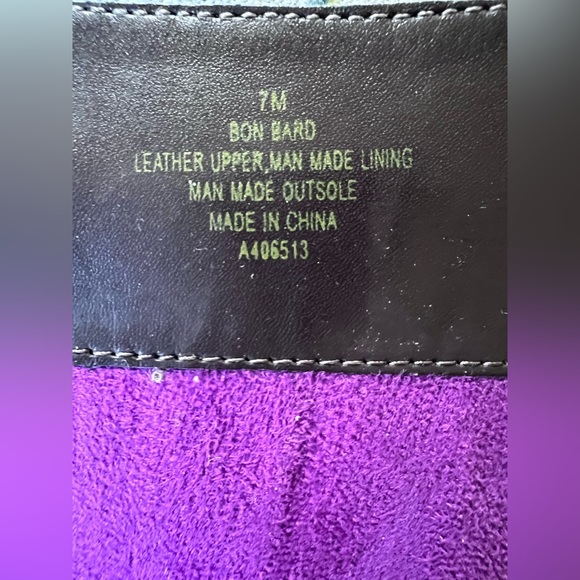 7M
BON BARD
LEATHER UPPER,MAN MADE LINING
MAN MADE OUTSOLE
MADE IN CHINA
A406513